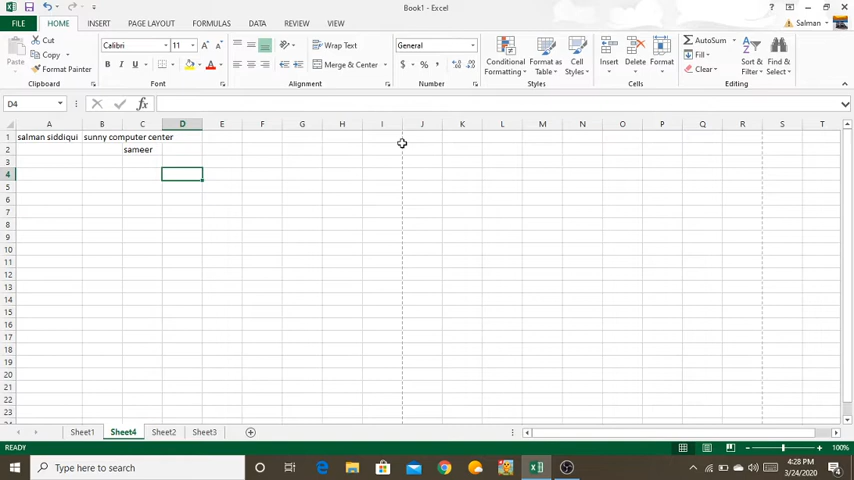 Book1 - Excel
FILE HOME INSERT PAGE LAYOUT FORMULAS DATA REVIEW VIEW Salman
Paste Cut Copy Format Painter Clipboard
Calibri 11 B I U A Font
Wrap Text Merge & Center Alignment
General $ % , Number
Conditional Formatting Format as Table Cell Styles Styles
Insert Delete Format Cells
AutoSum Fill Clear Sort & Filter Find & Select Editing
D4 fx
A B C D E F G H I J K L M N O P Q R S T
1 salman siddiqui sunny computer center
2 sameer
3
4
5
6
7
8
9
10
11
12
13
14
15
16
17
18
19
20
21
22
23
Sheet1 Sheet4 Sheet2 Sheet3
READY 100%
Type here to search 4:28 PM
3/24/2020 4